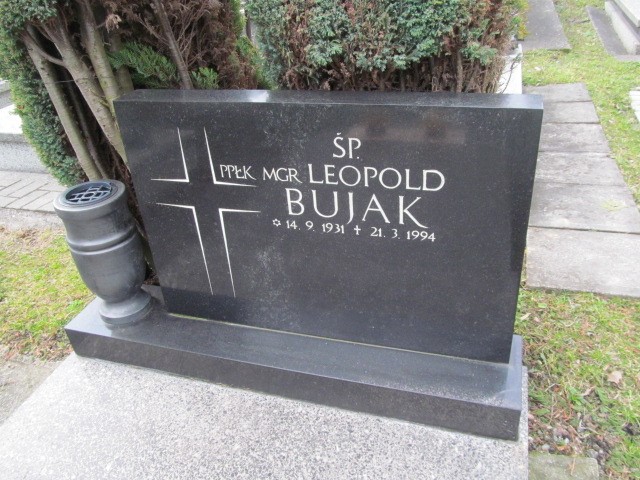 ŚP.
PPŁK MGR LEOPOLD
BUJAK
✡ 14. 9. 1931 ✝ 21. 3. 1994